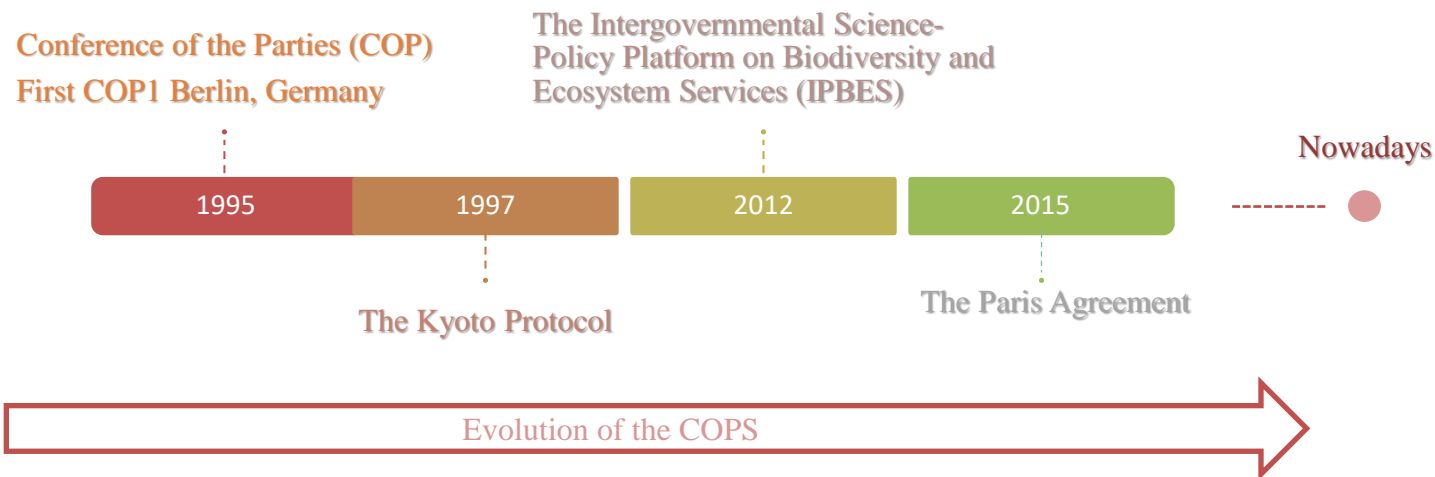 Conference of the Parties (COP)
First COP1 Berlin, Germany
The Intergovernmental Science-
Policy Platform on Biodiversity and
Ecosystem Services (IPBES)
Nowadays
1995
1997
2012
2015
The Kyoto Protocol
The Paris Agreement
Evolution of the COPS